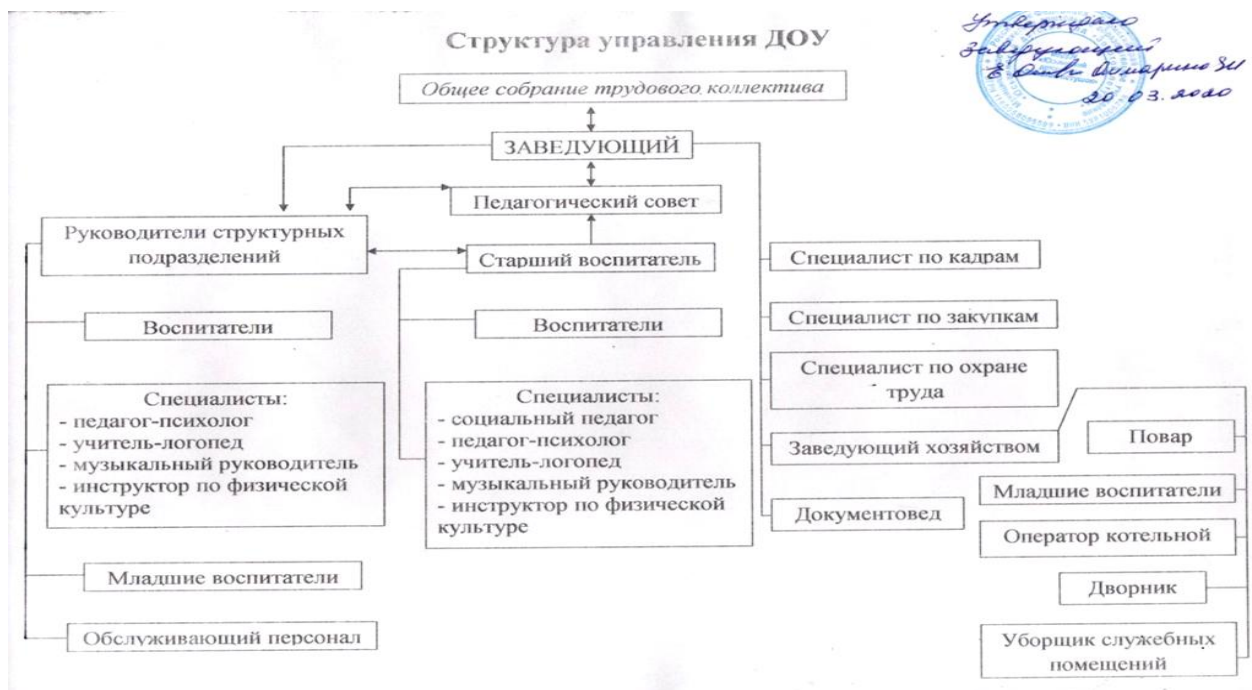 Утверждаю
Заведующий
20.03.2020
Структура управления ДОУ
Общее собрание трудового коллектива
ЗАВЕДУЮЩИЙ
Педагогический совет
Руководители структурных
подразделений
Старший воспитатель
Воспитатели
Специалисты:
- педагог-психолог
- учитель-логопед
- музыкальный руководитель
- инструктор по физической
культуре
Младшие воспитатели
Обслуживающий персонал
Воспитатели
Специалисты:
- социальный педагог
- педагог-психолог
- учитель-логопед
- музыкальный руководитель
- инструктор по физической
культуре
Специалист по кадрам
Специалист по закупкам
Специалист по охране
труда
Заведующий хозяйством
Документовед
Повар
Младшие воспитатели
Оператор котельной
Дворник
Уборщик служебных
помещений